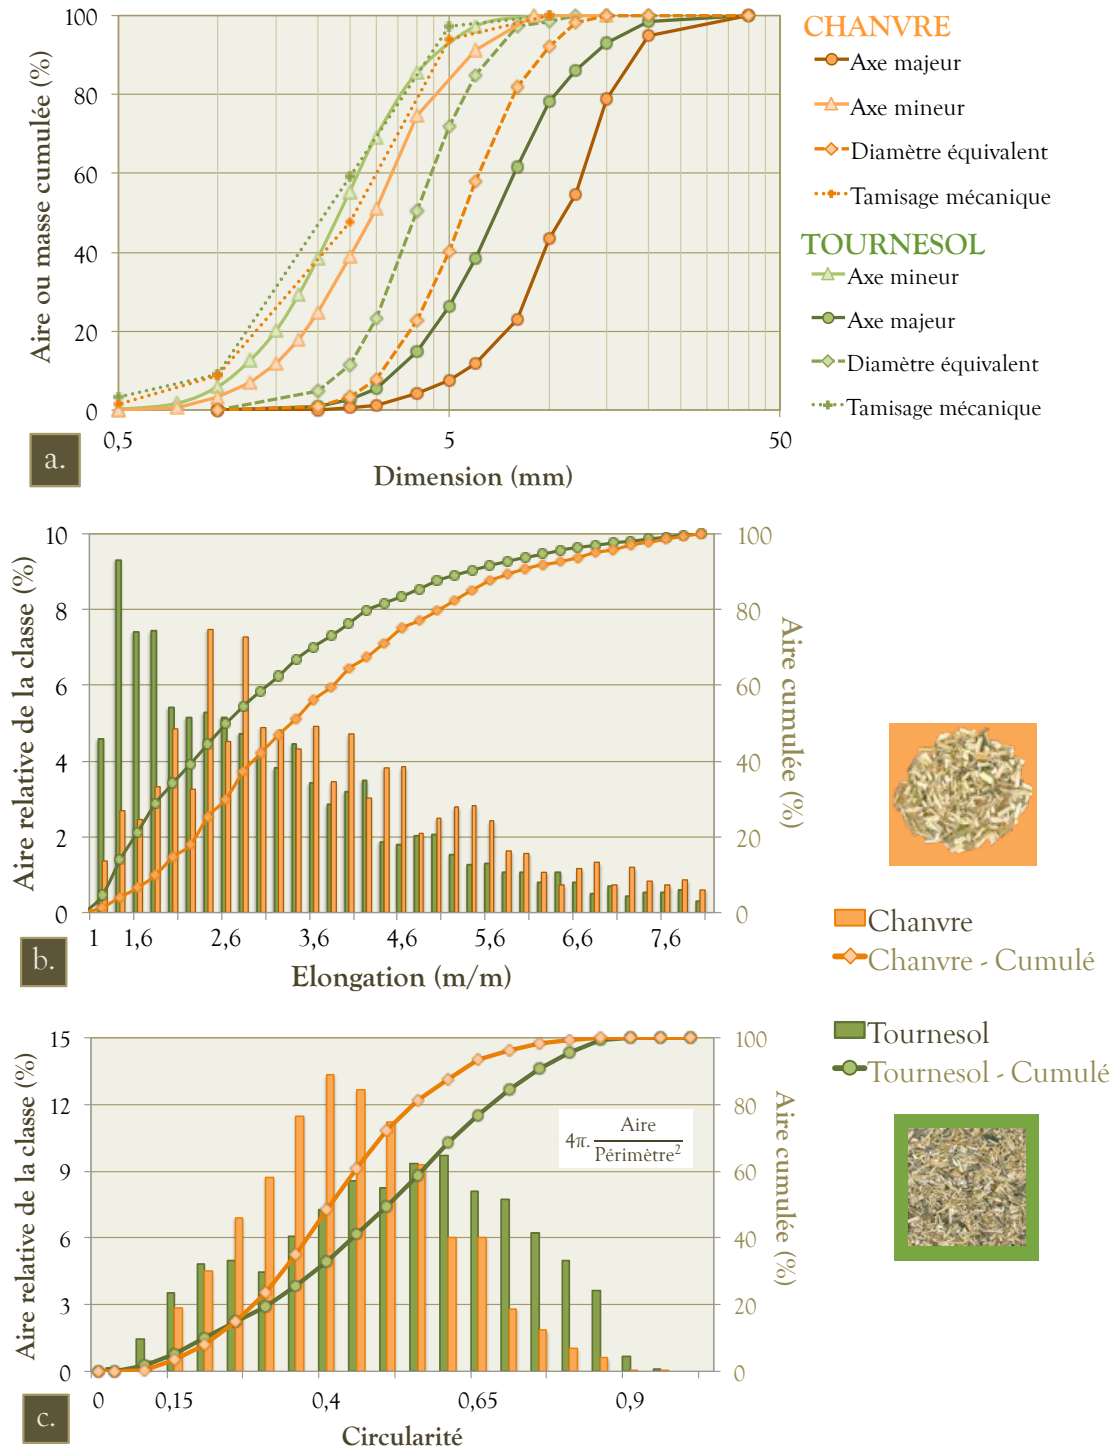 100
80
60
40
20
0
Aire ou masse cumulée (%)
0,5
5
50
Dimension (mm)
a.
CHANVRE
Axe majeur
Axe mineur
Diamètre équivalent
Tamisage mécanique
TOURNESOL
Axe mineur
Axe majeur
Diamètre équivalent
Tamisage mécanique
10
8
6
4
2
0
Aire relative de la classe (%)
100
80
60
40
20
0
Aire cumulée (%)
1
1,6
2,6
3,6
4,6
5,6
6,6
7,6
Elongation (m/m)
b.
Chanvre
Chanvre - Cumulé
Tournesol
Tournesol - Cumulé
15
12
9
6
3
0
Aire relative de la classe (%)
4π. Aire
Périmètre²
100
80
60
40
20
0
Aire cumulée (%)
0
0,15
0,4
0,65
0,9
Circularité
c.